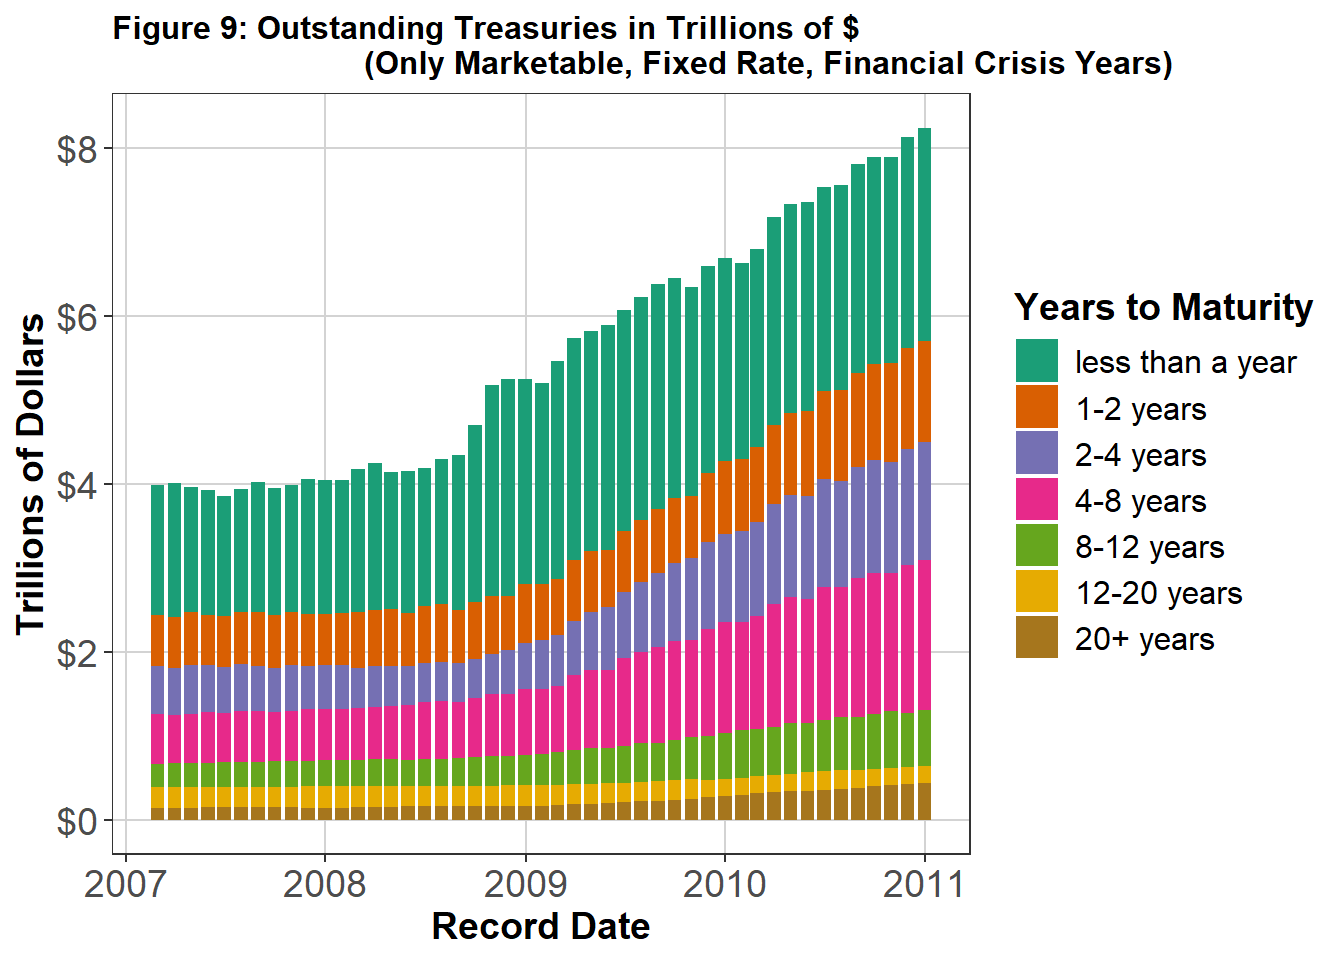 Figure 9: Outstanding Treasuries in Trillions of $
(Only Marketable, Fixed Rate, Financial Crisis Years)
$8
$6
$4
$2
$0
Trillions of Dollars
2007 2008 2009 2010 2011
Record Date
Years to Maturity
less than a year
1-2 years
2-4 years
4-8 years
8-12 years
12-20 years
20+ years